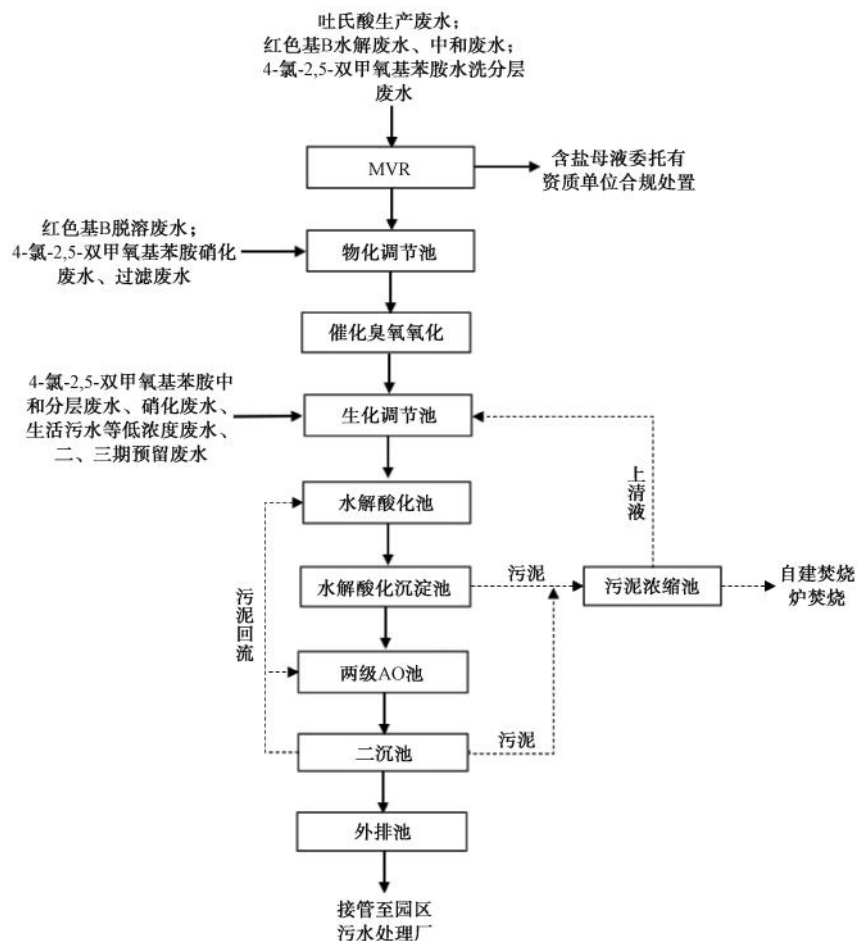 吐氏酸生产废水；
红色基B水解废水、中和废水；
4-氯-2,5-双甲氧基苯胺水洗分层
废水
MVR
含盐母液委托有
资质单位合规处置
红色基B脱溶废水；
4-氯-2,5-双甲氧基苯胺硝化
废水、过滤废水
物化调节池
催化臭氧氧化
4-氯-2,5-双甲氧基苯胺中
和分层废水、硝化废水、
生活污水等低浓度废水、
二、三期预留废水
生化调节池
上清液
水解酸化池
水解酸化沉淀池
污泥
污泥浓缩池
自建焚烧
炉焚烧
污泥回流
两级AO池
二沉池
污泥
外排池
接管至园区
污水处理厂